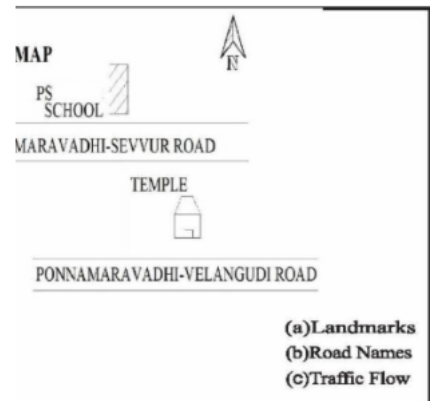 N
MAP
PS
SCHOOL
MARAVADHI-SEVVUR ROAD
TEMPLE
PONNAMARAVADHI-VELANGUDI ROAD
(a)Landmarks
(b)Road Names
(c)Traffic Flow